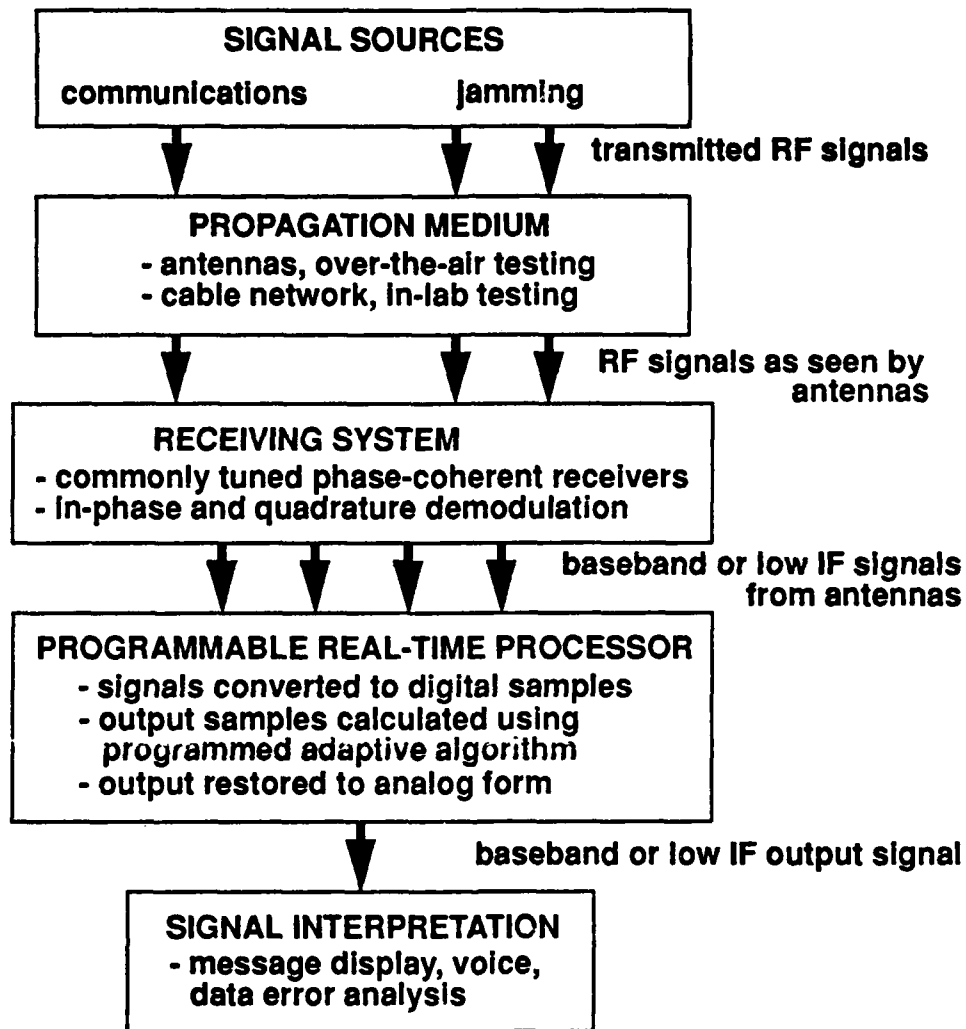 SIGNAL SOURCES
communications jamming
transmitted RF signals
PROPAGATION MEDIUM
- antennas, over-the-air testing
- cable network, in-lab testing
RF signals as seen by
antennas
RECEIVING SYSTEM
- commonly tuned phase-coherent receivers
- in-phase and quadrature demodulation
baseband or low IF signals
from antennas
PROGRAMMABLE REAL-TIME PROCESSOR
- signals converted to digital samples
- output samples calculated using
programmed adaptive algorithm
- output restored to analog form
baseband or low IF output signal
SIGNAL INTERPRETATION
- message display, voice,
data error analysis